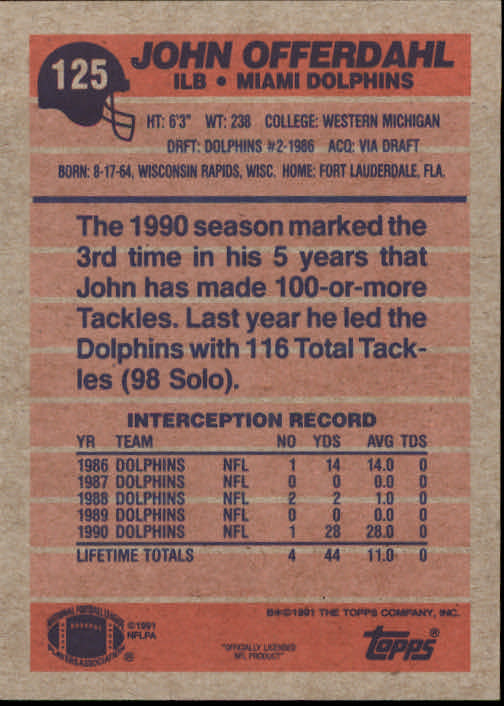 125
JOHN OFFERDAHL
ILB • MIAMI DOLPHINS
HT: 6'3" WT: 238 COLLEGE: WESTERN MICHIGAN
DRFT: DOLPHINS #2-1986 ACQ: VIA DRAFT
BORN: 8-17-64, WISCONSIN RAPIDS, WISC. HOME: FORT LAUDERDALE, FLA.
The 1990 season marked the
3rd time in his 5 years that
John has made 100-or-more
Tackles. Last year he led the
Dolphins with 116 Total Tack-
les (98 Solo).
INTERCEPTION RECORD
YR TEAM NO YDS AVG TDS
1986 DOLPHINS NFL 1 14 14.0 0
1987 DOLPHINS NFL 0 0 0.0 0
1988 DOLPHINS NFL 2 2 1.0 0
1989 DOLPHINS NFL 0 0 0.0 0
1990 DOLPHINS NFL 1 28 28.0 0
LIFETIME TOTALS 4 44 11.0 0
NATIONAL FOOTBALL LEAGUE
PLAYERS ASSOCIATION
®
©1991
NFLPA
"OFFICIALLY LICENSED
NFL PRODUCT"
B*©1991 THE TOPPS COMPANY, INC.
Topps®